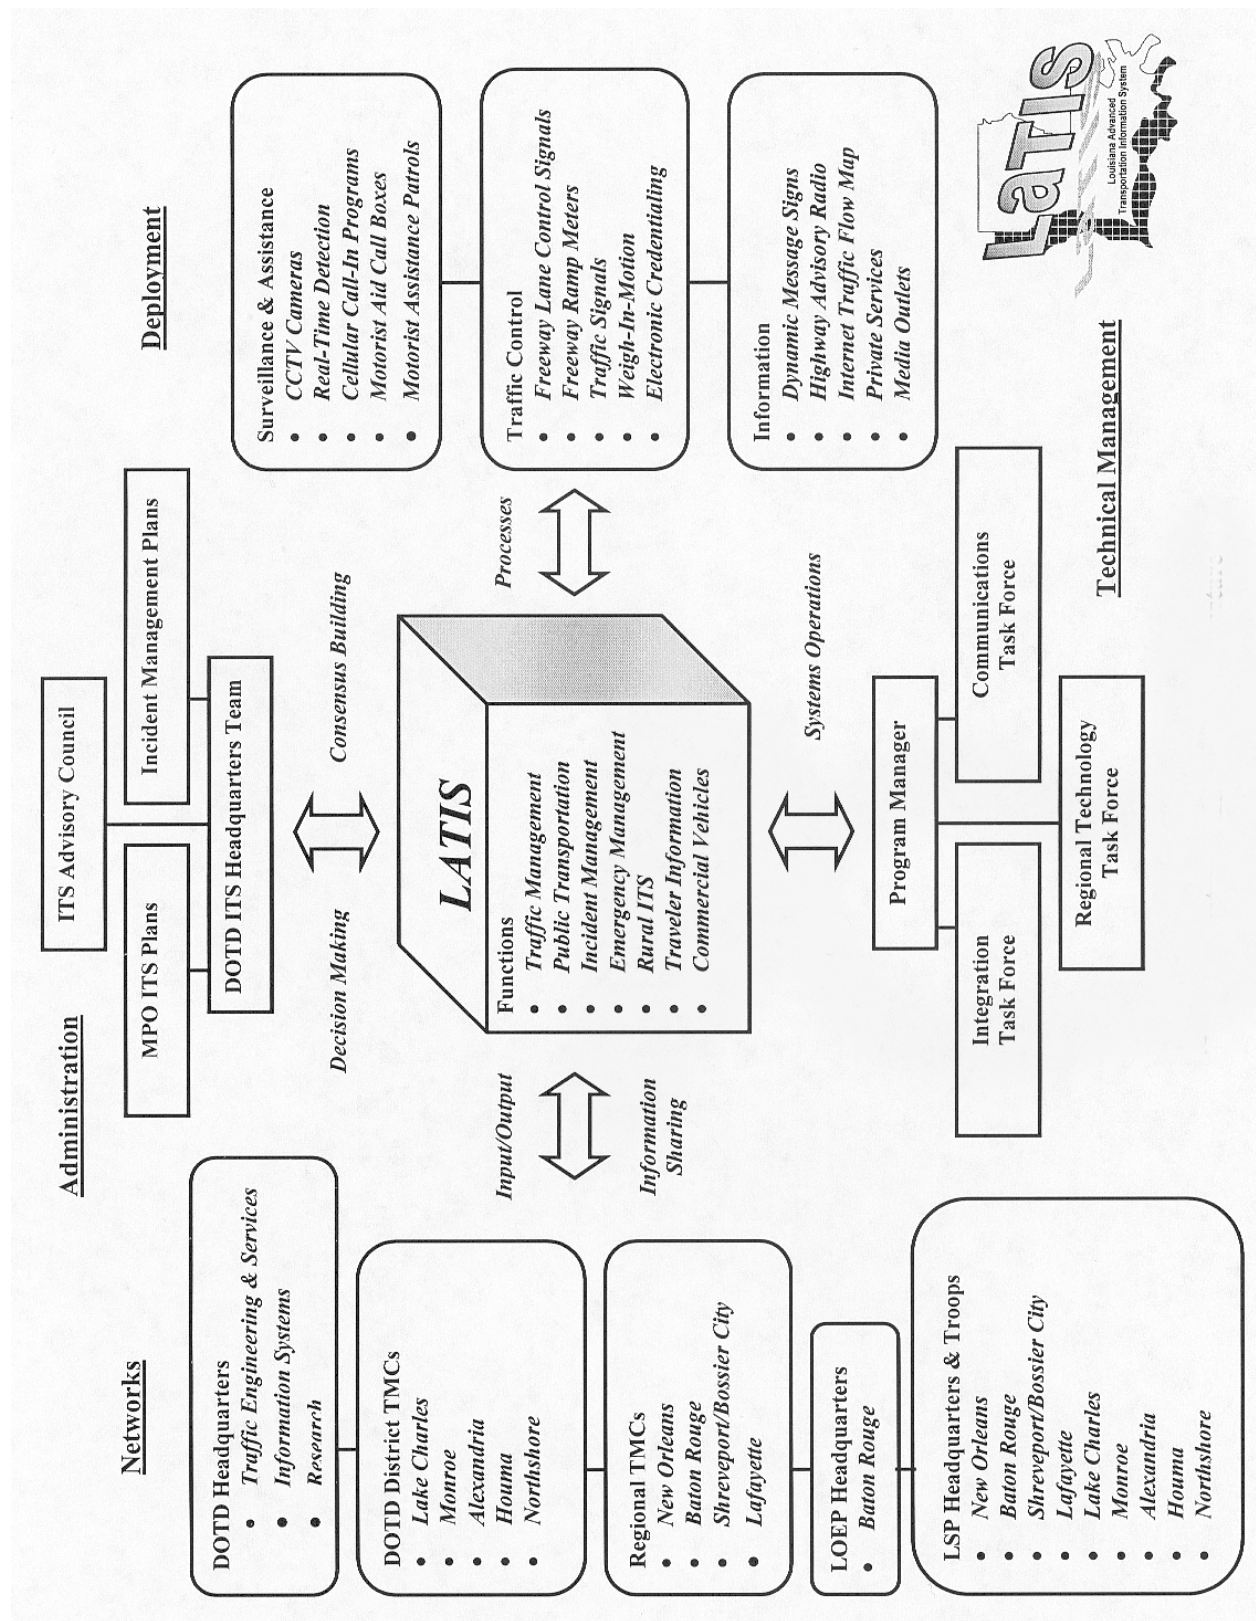 Networks
DOTD Headquarters
• Traffic Engineering & Services
• Information Systems
• Research
DOTD District TMCs
• Lake Charles
• Monroe
• Alexandria
• Houma
• Northshore
Regional TMCs
• New Orleans
• Baton Rouge
• Shreveport/Bossier City
• Lafayette
LOEP Headquarters
• Baton Rouge
LSP Headquarters & Troops
• New Orleans
• Baton Rouge
• Shreveport/Bossier City
• Lafayette
• Lake Charles
• Monroe
• Alexandria
• Houma
• Northshore
Administration
ITS Advisory Council
MPO ITS Plans
Incident Management Plans
DOTD ITS Headquarters Team
Decision Making
Consensus Building
Input/Output
Information
Sharing
LATIS
Functions
• Traffic Management
• Public Transportation
• Incident Management
• Emergency Management
• Rural ITS
• Traveler Information
• Commercial Vehicles
Processes
Systems Operations
Program Manager
Integration
Task Force
Communications
Task Force
Regional Technology
Task Force
Technical Management
Deployment
Surveillance & Assistance
• CCTV Cameras
• Real-Time Detection
• Cellular Call-In Programs
• Motorist Aid Call Boxes
• Motorist Assistance Patrols
Traffic Control
• Freeway Lane Control Signals
• Freeway Ramp Meters
• Traffic Signals
• Weigh-In-Motion
• Electronic Credentialing
Information
• Dynamic Message Signs
• Highway Advisory Radio
• Internet Traffic Flow Map
• Private Services
• Media Outlets
LaTIS
Louisiana Advanced
Transportation Information System